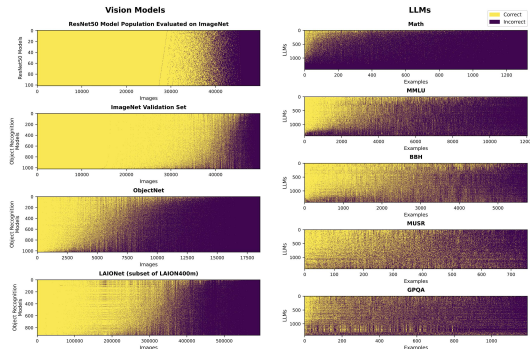 Vision Models
ResNet50 Model Population Evaluated on ImageNet
ResNet50 Models
0
20
40
60
80
100
0 10000 20000 30000 40000
Images
ImageNet Validation Set
Object Recognition
Models
0
200
400
600
800
1000
0 10000 20000 30000 40000 50000
Images
ObjectNet
Object Recognition
Models
0
200
400
600
800
1000
0 2500 5000 7500 10000 12500 15000 17500
Images
LAIONet (subset of LAION400m)
Object Recognition
Models
0
200
400
600
800
0 100000 200000 300000 400000 500000
Images
LLMs
Correct
Incorrect
Math
LLMs
0
500
1000
0 200 400 600 800 1000 1200
Examples
MMLU
LLMs
0
500
1000
0 2000 4000 6000 8000 10000
Examples
BBH
LLMs
0
500
1000
0 1000 2000 3000 4000 5000
Examples
MUSR
LLMs
0
500
1000
0 100 200 300 400 500 600 700
Examples
GPQA
LLMs
0
500
1000
0 200 400 600 800 1000
Examples